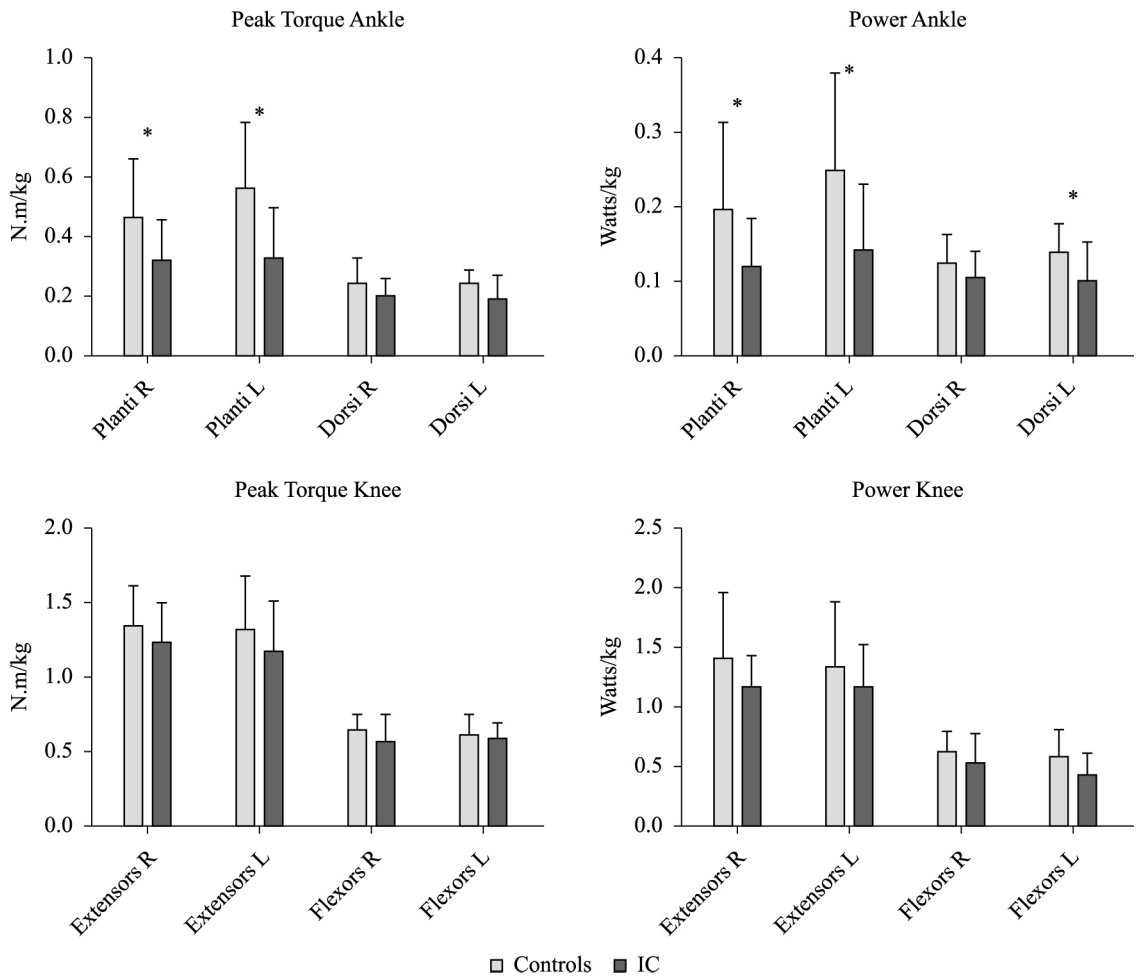 Peak Torque Ankle
N.m/kg
1.0
0.8
0.6
0.4
0.2
0.0
*
*
Planti R
Planti L
Dorsi R
Dorsi L
Power Ankle
Watts/kg
0.4
0.3
0.2
0.1
0.0
*
*
*
Planti R
Planti L
Dorsi R
Dorsi L
Peak Torque Knee
N.m/kg
2.0
1.5
1.0
0.5
0.0
Extensors R
Extensors L
Flexors R
Flexors L
Power Knee
Watts/kg
2.5
2.0
1.5
1.0
0.5
0.0
Extensors R
Extensors L
Flexors R
Flexors L
Controls IC